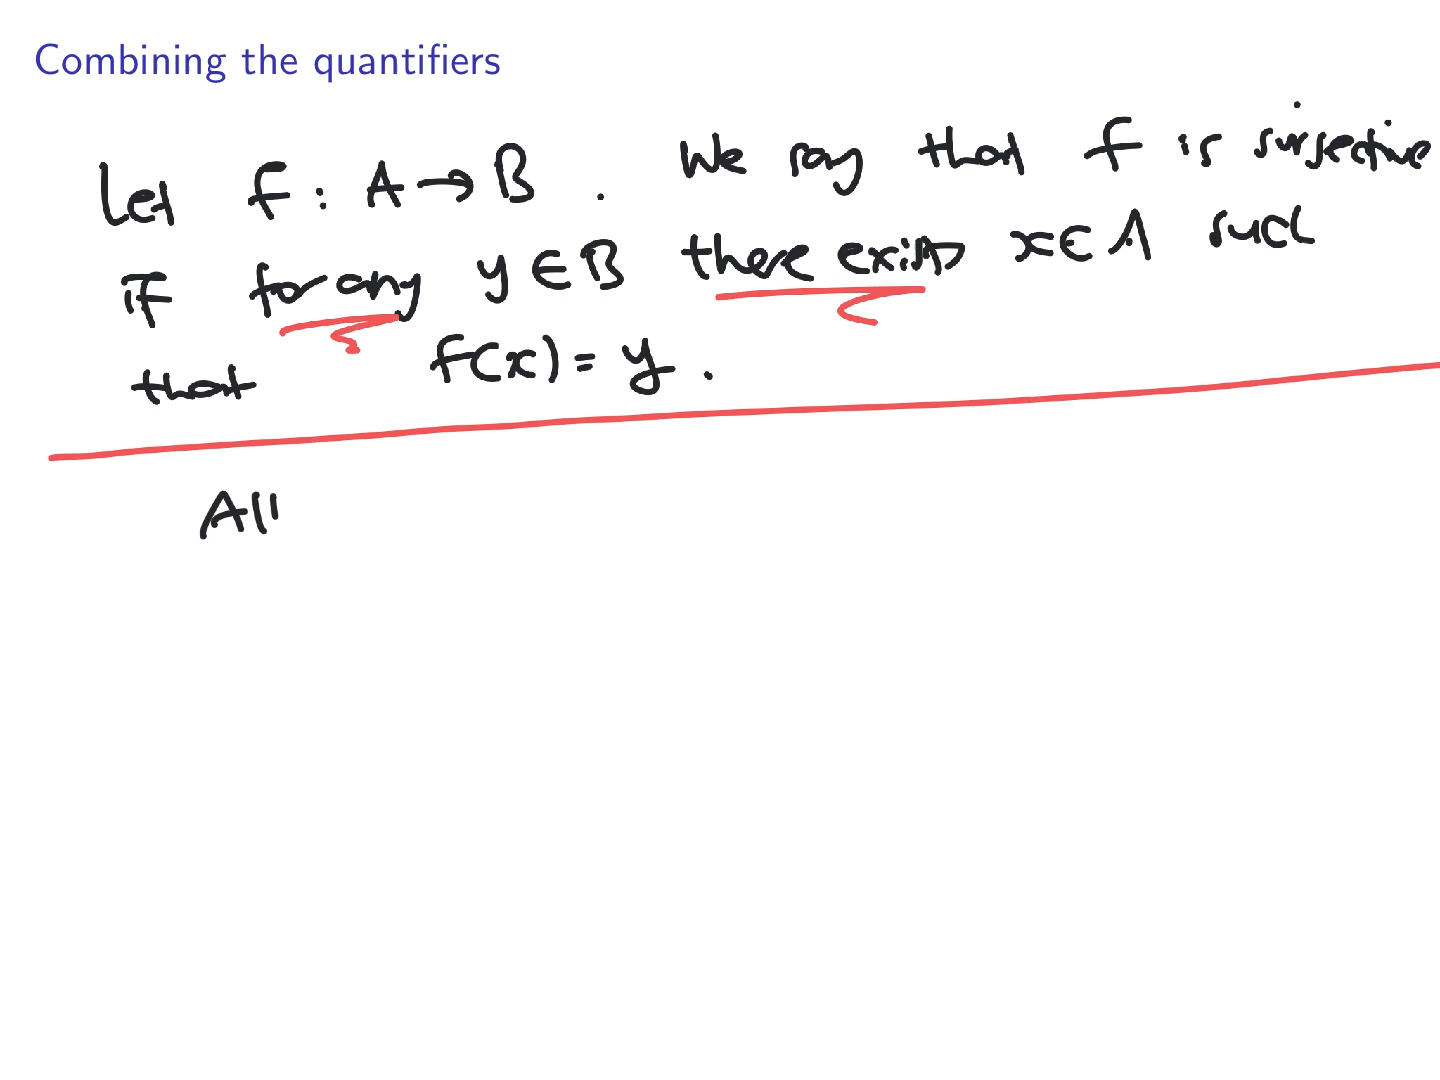 Combining the quantifiers
Let f : A → B . We say that f is surjective
if for any y ∈ B there exists x ∈ A such
that f(x) = y .
All